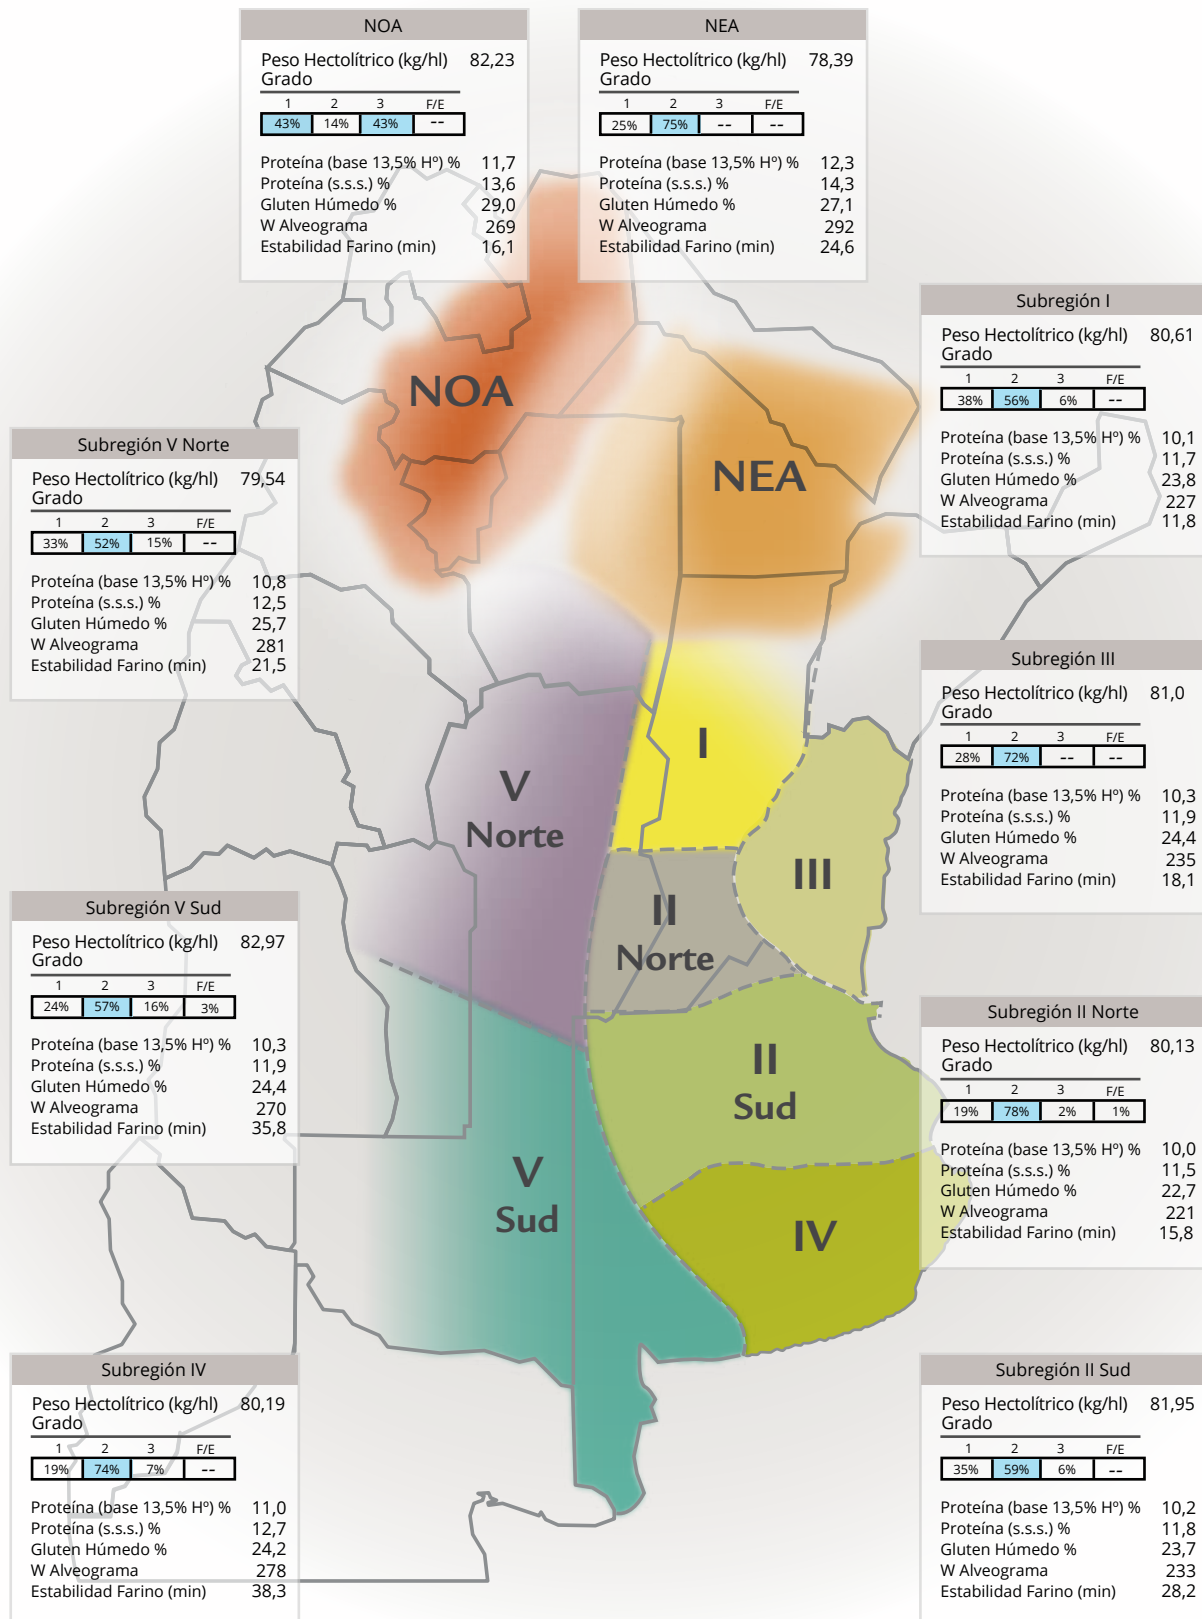 NOA
Peso Hectolítrico (kg/hl) 82,23
Grado
1 2 3 F/E
43% 14% 43% --
Proteína (base 13,5% Hº) % 11,7
Proteína (s.s.s.) % 13,6
Gluten Húmedo % 29,0
W Alveograma 269
Estabilidad Farino (min) 16,1
NEA
Peso Hectolítrico (kg/hl) 78,39
Grado
1 2 3 F/E
25% 75% -- --
Proteína (base 13,5% Hº) % 12,3
Proteína (s.s.s.) % 14,3
Gluten Húmedo % 27,1
W Alveograma 292
Estabilidad Farino (min) 24,6
Subregión I
Peso Hectolítrico (kg/hl) 80,61
Grado
1 2 3 F/E
38% 56% 6% --
Proteína (base 13,5% Hº) % 10,1
Proteína (s.s.s.) % 11,7
Gluten Húmedo % 23,8
W Alveograma 227
Estabilidad Farino (min) 11,8
NOA
NEA
Subregión V Norte
Peso Hectolítrico (kg/hl) 79,54
Grado
1 2 3 F/E
33% 52% 15% --
Proteína (base 13,5% Hº) % 10,8
Proteína (s.s.s.) % 12,5
Gluten Húmedo % 25,7
W Alveograma 281
Estabilidad Farino (min) 21,5
Subregión III
Peso Hectolítrico (kg/hl) 81,0
Grado
1 2 3 F/E
28% 72% -- --
Proteína (base 13,5% Hº) % 10,3
Proteína (s.s.s.) % 11,9
Gluten Húmedo % 24,4
W Alveograma 235
Estabilidad Farino (min) 18,1
I
V
Norte
III
II
Norte
Subregión V Sud
Peso Hectolítrico (kg/hl) 82,97
Grado
1 2 3 F/E
24% 57% 16% 3%
Proteína (base 13,5% Hº) % 10,3
Proteína (s.s.s.) % 11,9
Gluten Húmedo % 24,4
W Alveograma 270
Estabilidad Farino (min) 35,8
Subregión II Norte
Peso Hectolítrico (kg/hl) 80,13
Grado
1 2 3 F/E
19% 78% 2% 1%
Proteína (base 13,5% Hº) % 10,0
Proteína (s.s.s.) % 11,5
Gluten Húmedo % 22,7
W Alveograma 221
Estabilidad Farino (min) 15,8
II
Sud
V
Sud
IV
Subregión IV
Peso Hectolítrico (kg/hl) 80,19
Grado
1 2 3 F/E
19% 74% 7% --
Proteína (base 13,5% Hº) % 11,0
Proteína (s.s.s.) % 12,7
Gluten Húmedo % 24,2
W Alveograma 278
Estabilidad Farino (min) 38,3
Subregión II Sud
Peso Hectolítrico (kg/hl) 81,95
Grado
1 2 3 F/E
35% 59% 6% --
Proteína (base 13,5% Hº) % 10,2
Proteína (s.s.s.) % 11,8
Gluten Húmedo % 23,7
W Alveograma 233
Estabilidad Farino (min) 28,2